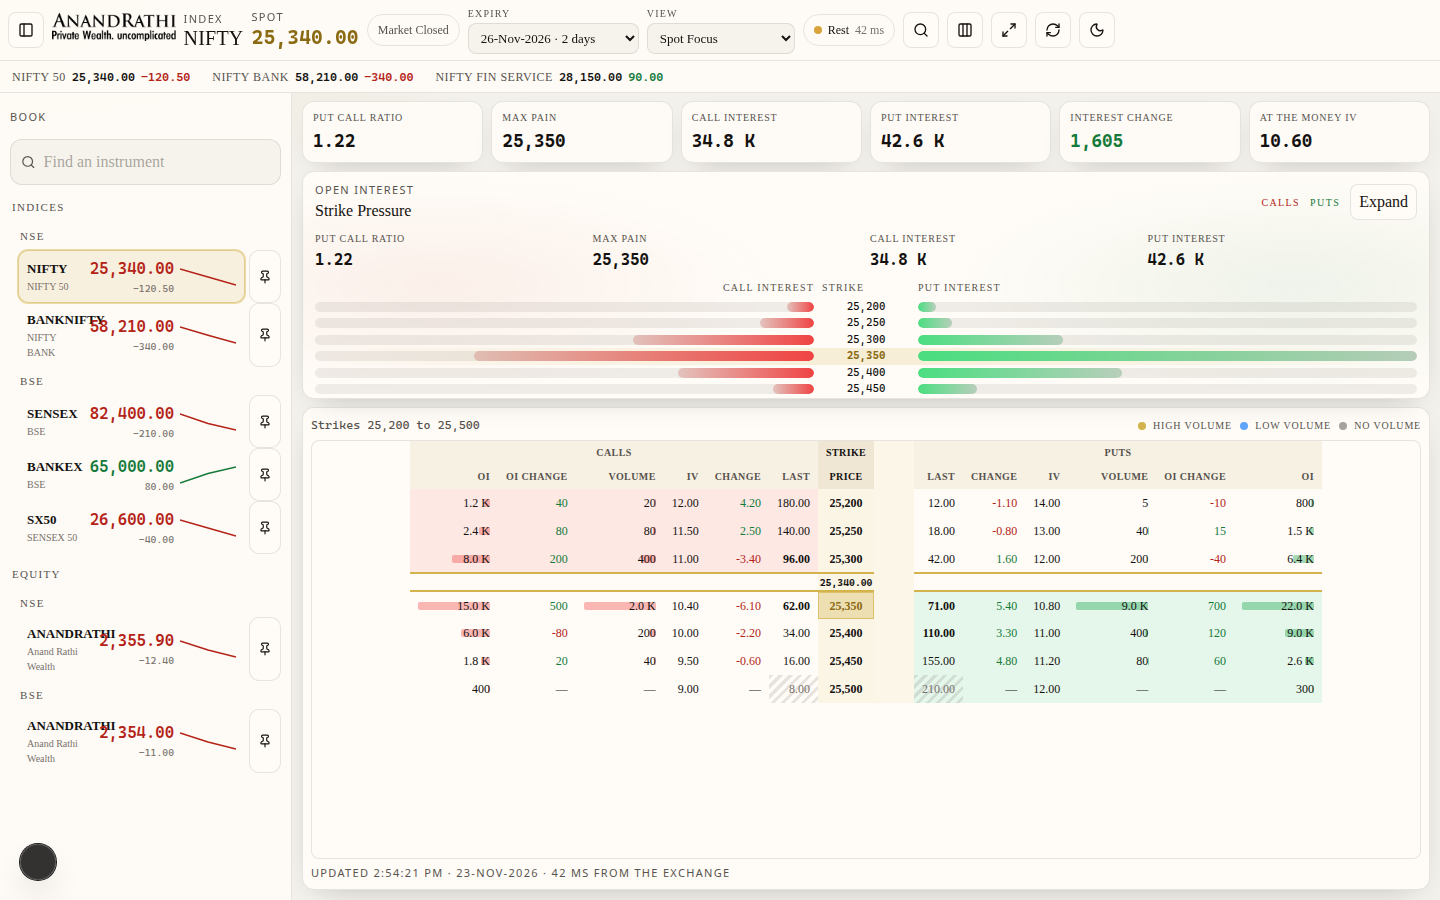 ANANDRATHI
Private Wealth. uncomplicated
INDEX
NIFTY
SPOT
25,340.00
Market Closed
EXPIRY
26-Nov-2026 · 2 days
VIEW
Spot Focus
Rest 42 ms
NIFTY 50 25,340.00 −120.50 NIFTY BANK 58,210.00 −340.00 NIFTY FIN SERVICE 28,150.00 90.00
BOOK
Find an instrument
INDICES
NSE
NIFTY 25,340.00
NIFTY 50 −120.50
BANKNIFTY 58,210.00
NIFTY BANK −340.00
BSE
SENSEX 82,400.00
BSE −210.00
BANKEX 65,000.00
BSE 80.00
SX50 26,600.00
SENSEX 50 −40.00
EQUITY
NSE
ANANDRATHI 2,355.90
Anand Rathi Wealth −12.40
BSE
ANANDRATHI 2,354.00
Anand Rathi Wealth −11.00
PUT CALL RATIO
1.22
MAX PAIN
25,350
CALL INTEREST
34.8 K
PUT INTEREST
42.6 K
INTEREST CHANGE
1,605
AT THE MONEY IV
10.60
OPEN INTEREST
Strike Pressure
CALLS PUTS Expand
PUT CALL RATIO MAX PAIN CALL INTEREST PUT INTEREST
1.22 25,350 34.8 K 42.6 K
CALL INTEREST STRIKE PUT INTEREST
25,200
25,250
25,300
25,350
25,400
25,450
Strikes 25,200 to 25,500
HIGH VOLUME LOW VOLUME NO VOLUME
CALLS STRIKE PUTS
OI OI CHANGE VOLUME IV CHANGE LAST PRICE LAST CHANGE IV VOLUME OI CHANGE OI
1.2 K 40 20 12.00 4.20 180.00 25,200 12.00 -1.10 14.00 5 -10 800
2.4 K 80 80 11.50 2.50 140.00 25,250 18.00 -0.80 13.00 40 15 1.5 K
8.0 K 200 400 11.00 -3.40 96.00 25,300 42.00 1.60 12.00 200 -40 6.4 K
25,340.00
15.0 K 500 2.0 K 10.40 -6.10 62.00 25,350 71.00 5.40 10.80 9.0 K 700 22.0 K
6.0 K -80 200 10.00 -2.20 34.00 25,400 110.00 3.30 11.00 400 120 9.0 K
1.8 K 20 40 9.50 -0.60 16.00 25,450 155.00 4.80 11.20 80 60 2.6 K
400 — — 9.00 — 8.00 25,500 210.00 — 12.00 — — 300
UPDATED 2:54:21 PM · 23-NOV-2026 · 42 MS FROM THE EXCHANGE